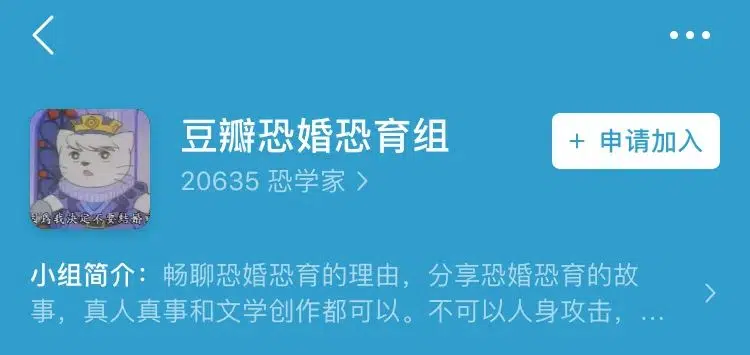 豆瓣恐婚恐育组
+ 申请加入
20635 恐学家 >
为我决定不要结婚
小组简介：畅聊恐婚恐育的理由，分享恐婚恐育的故
事，真人真事和文学创作都可以。不可以人身攻击，...